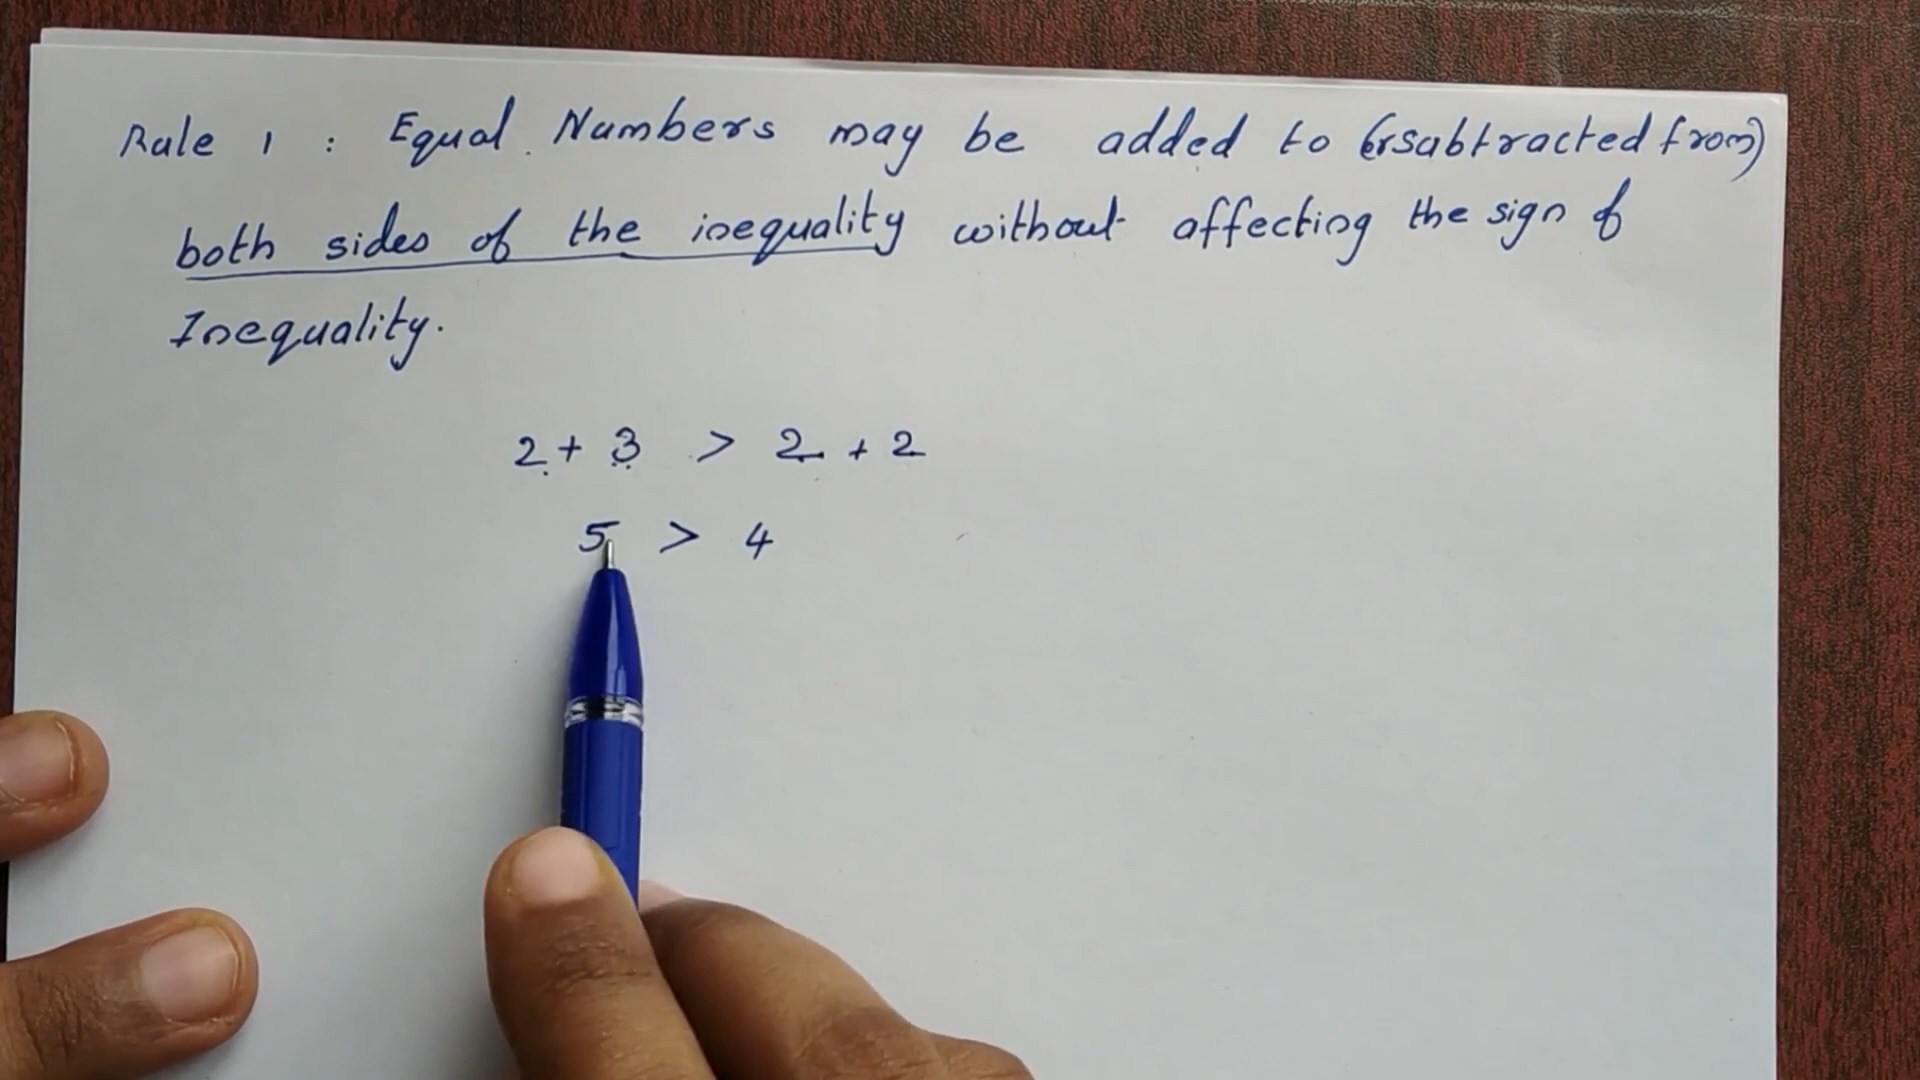 Rule 1 : Equal Numbers may be added to (or subtracted from)
both sides of the inequality without affecting the sign of
Inequality.
2 + 3 > 2 + 2
5 > 4